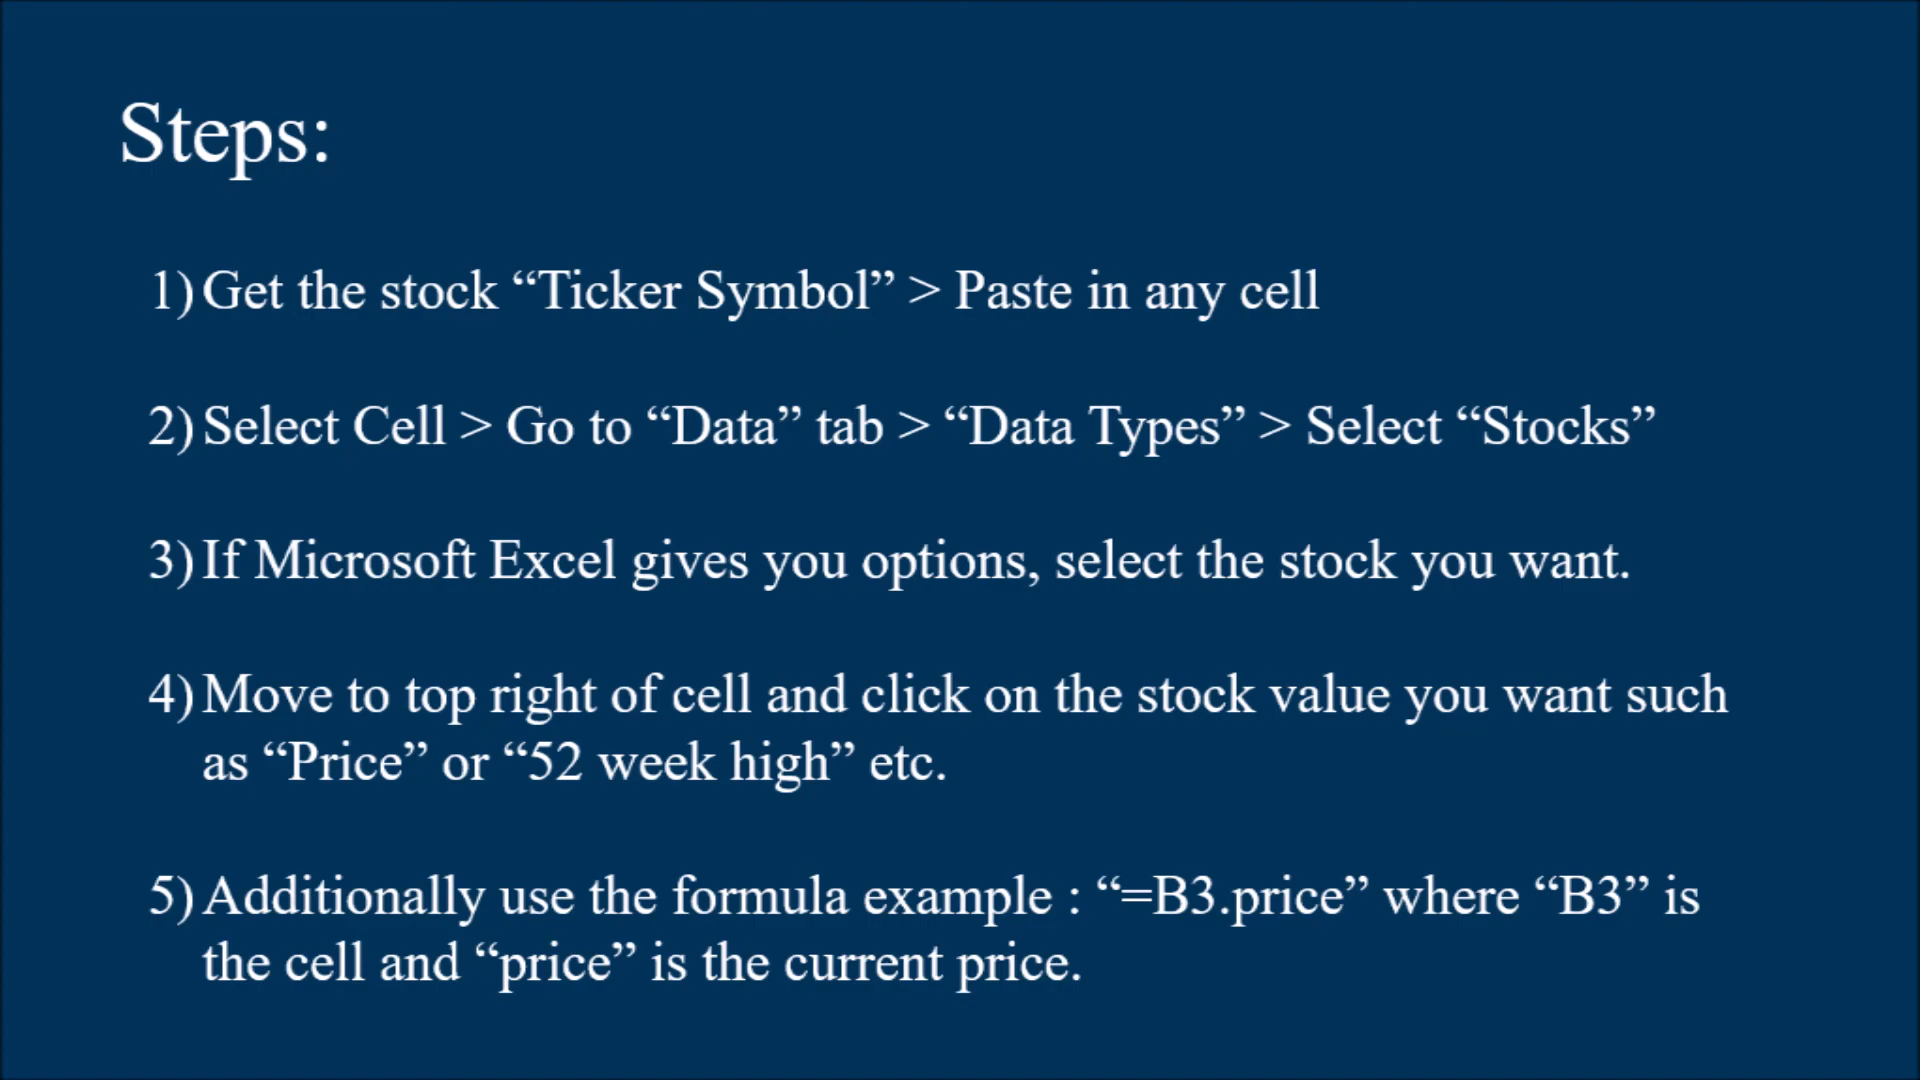 Steps:
1) Get the stock “Ticker Symbol” > Paste in any cell
2) Select Cell > Go to “Data” tab > “Data Types” > Select “Stocks”
3) If Microsoft Excel gives you options, select the stock you want.
4) Move to top right of cell and click on the stock value you want such
as “Price” or “52 week high” etc.
5) Additionally use the formula example : “=B3.price” where “B3” is
the cell and “price” is the current price.